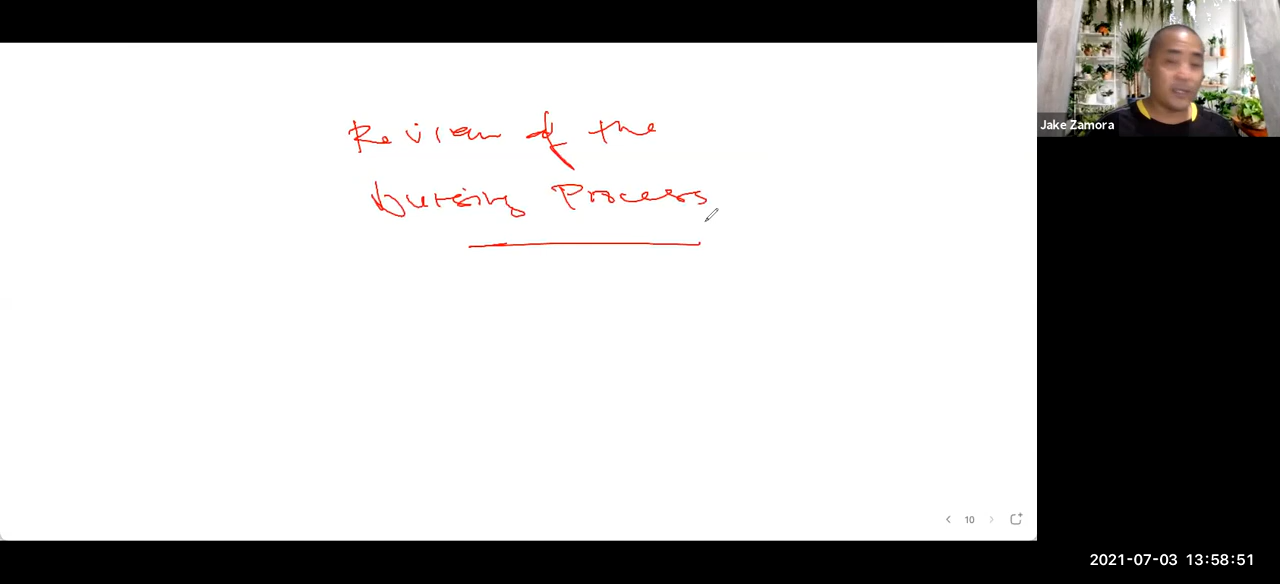 Review of the
Nursing Process
Jake Zamora
10
2021-07-03 13:58:51